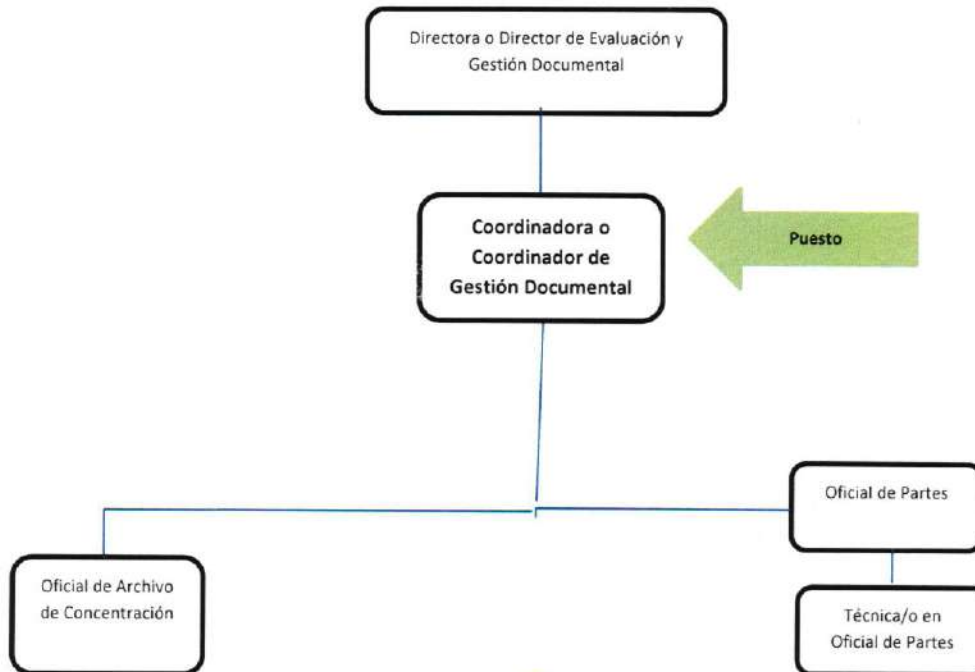 Directora o Director de Evaluación y
Gestión Documental
Coordinadora o
Coordinador de
Gestión Documental
Puesto
Oficial de Partes
Oficial de Archivo
de Concentración
Técnica/o en
Oficial de Partes